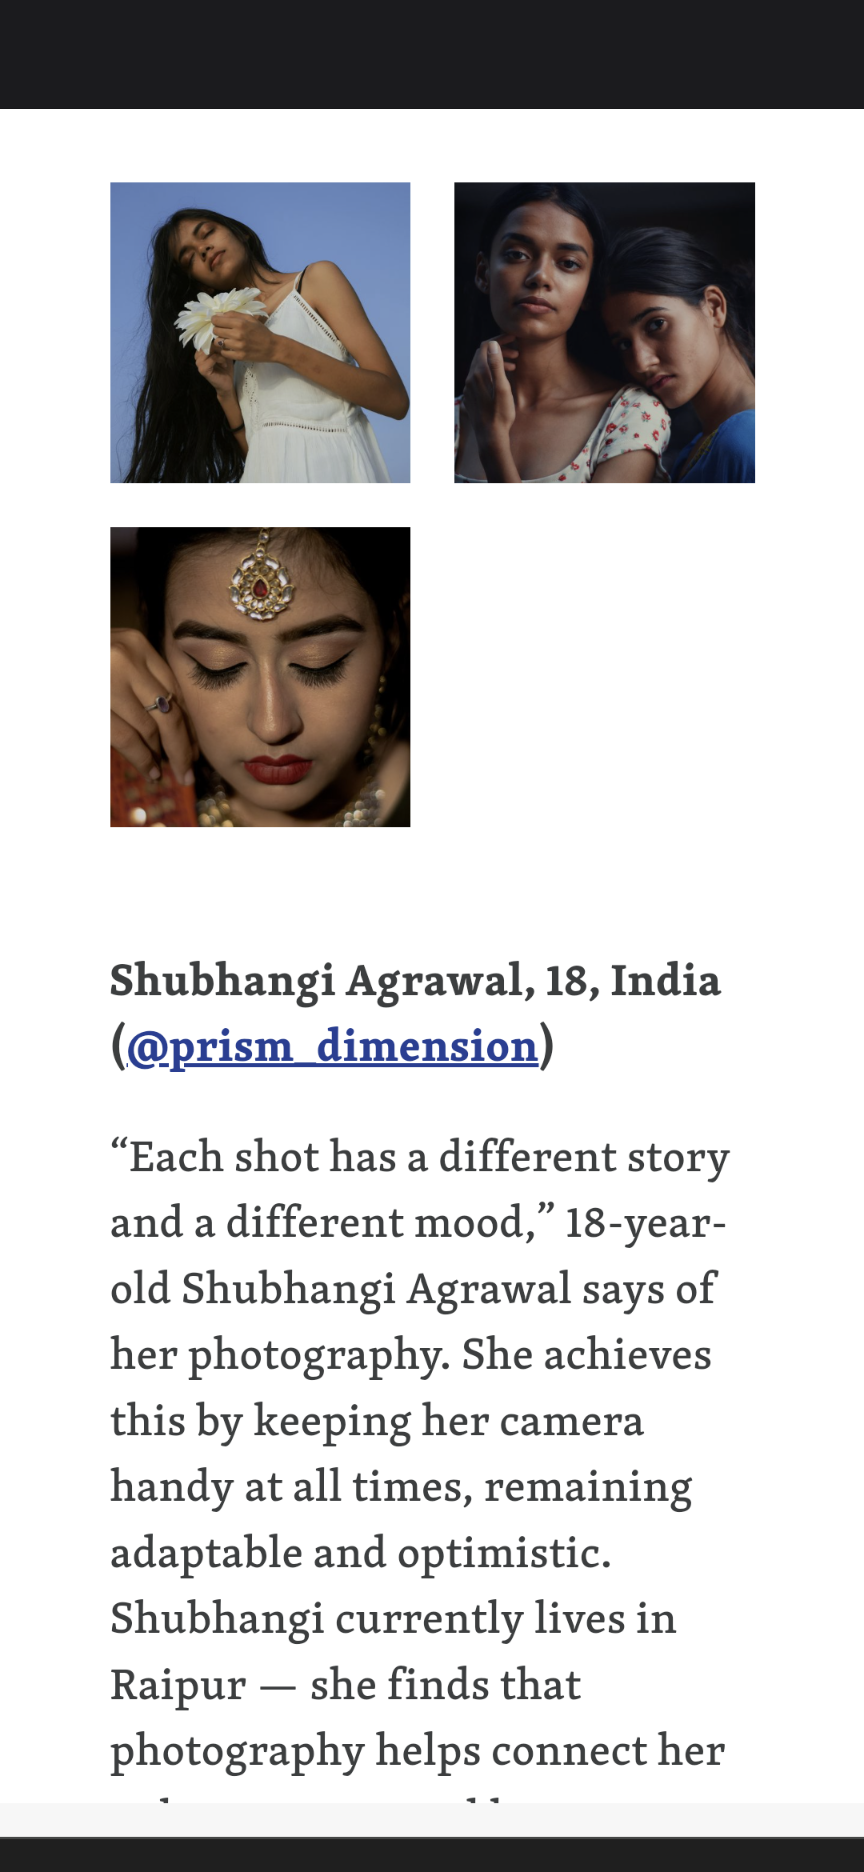 Shubhangi Agrawal, 18, India
(@prism_dimension)
“Each shot has a different story
and a different mood,” 18-year-
old Shubhangi Agrawal says of
her photography. She achieves
this by keeping her camera
handy at all times, remaining
adaptable and optimistic.
Shubhangi currently lives in
Raipur — she finds that
photography helps connect her